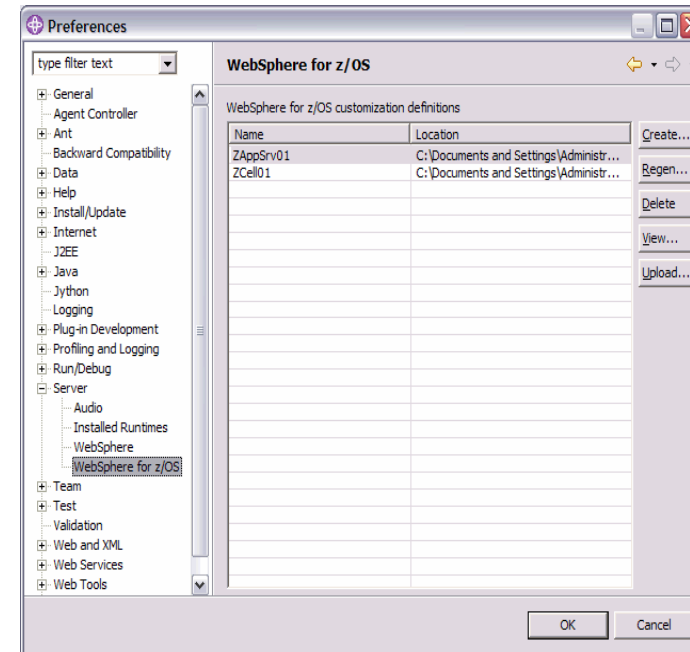 Preferences
type filter text
General
Agent Controller
Ant
Backward Compatibility
Data
Help
Install/Update
Internet
J2EE
Java
Jython
Logging
Plug-in Development
Profiling and Logging
Run/Debug
Server
Audio
Installed Runtimes
WebSphere
WebSphere for z/OS
Team
Test
Validation
Web and XML
Web Services
Web Tools
WebSphere for z/OS
WebSphere for z/OS customization definitions
Name Location
ZAppSrv01 C:\Documents and Settings\Administr...
ZCell01 C:\Documents and Settings\Administr...
Create...
Regen...
Delete
View...
Upload...
OK Cancel